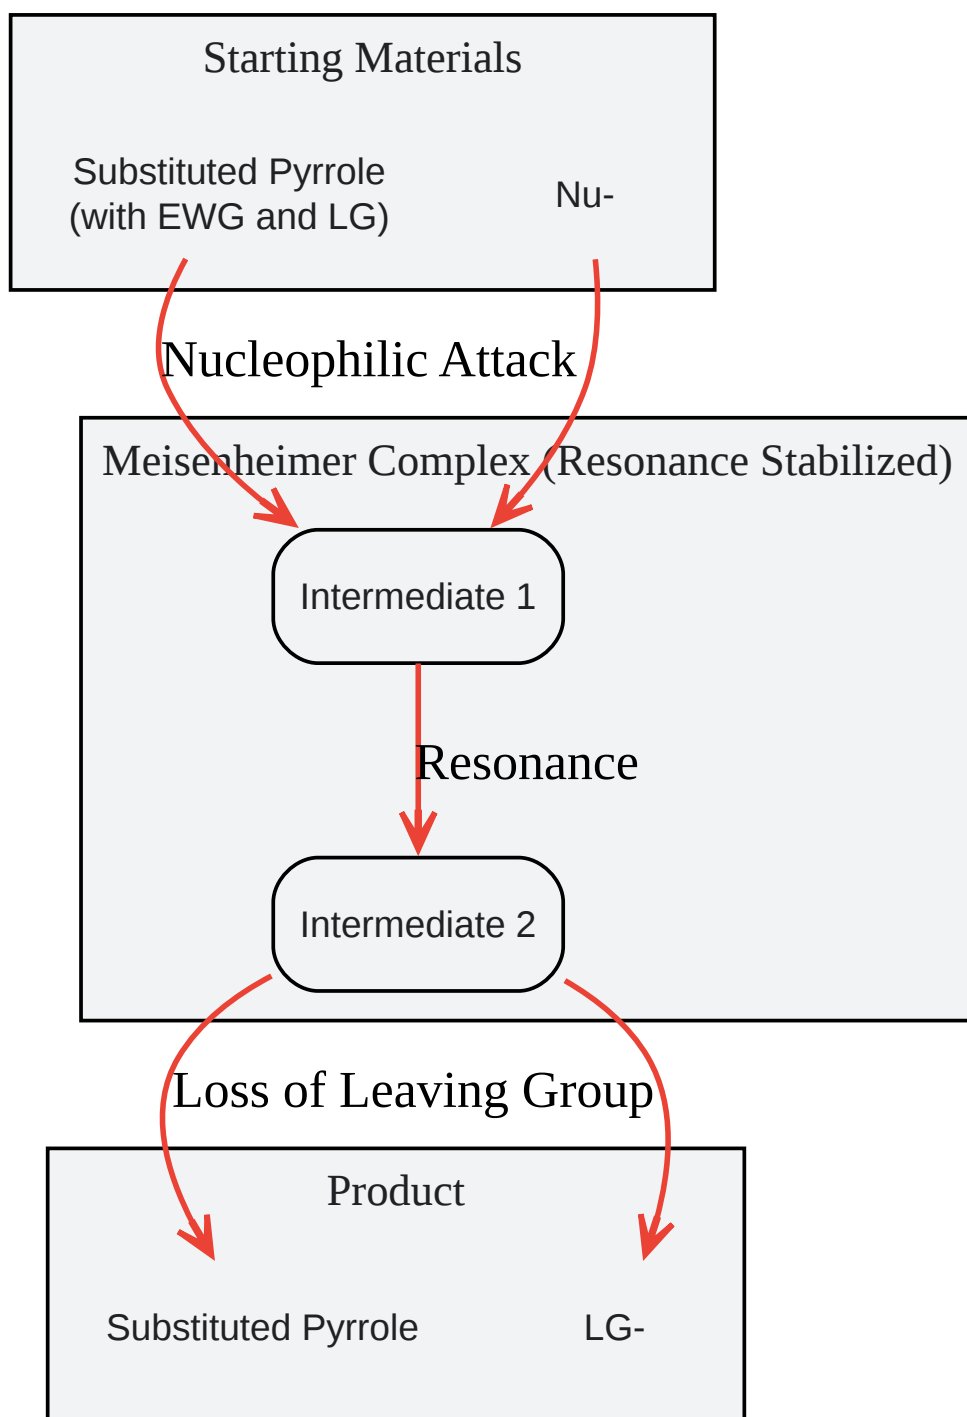 Starting Materials
Substituted Pyrrole
(with EWG and LG)
Nu-
Nucleophilic Attack
Meisenheimer Complex (Resonance Stabilized)
Intermediate 1
Resonance
Intermediate 2
Loss of Leaving Group
Product
Substituted Pyrrole
LG-